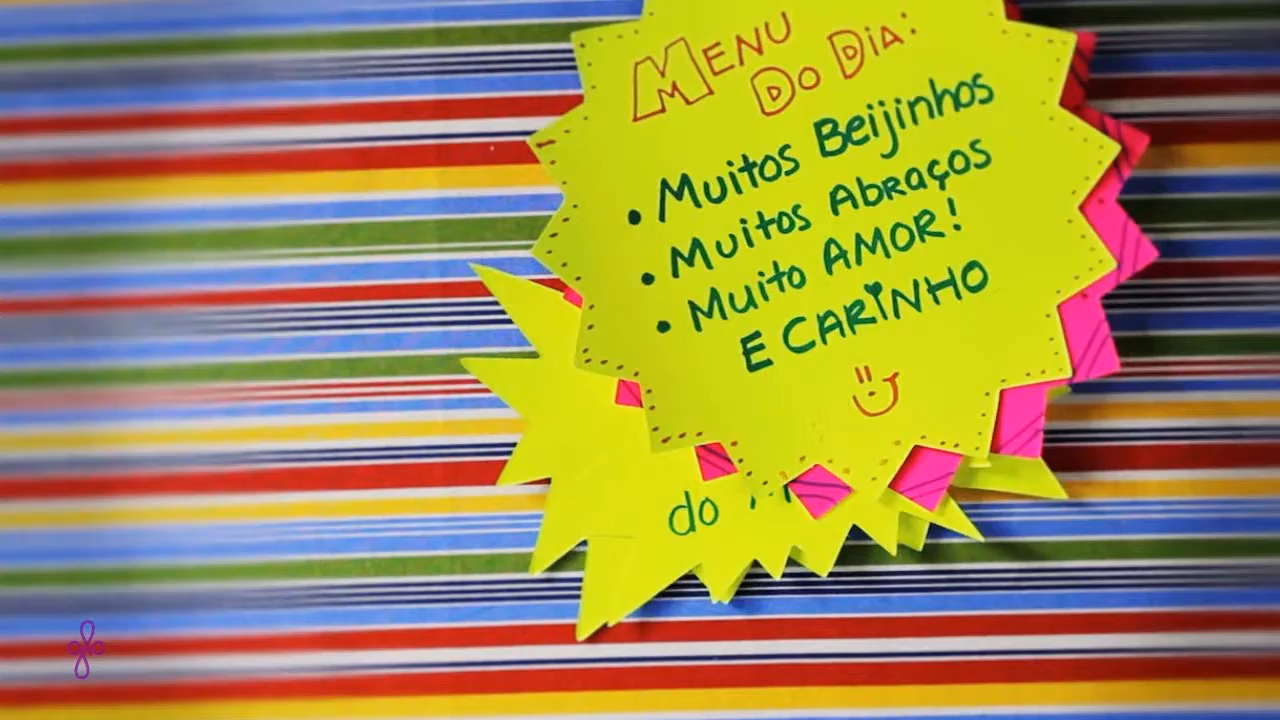 MENU
DO DIA:
• Muitos Beijinhos
• Muitos Abraços
• Muito AMOR!
E CARINHO
do